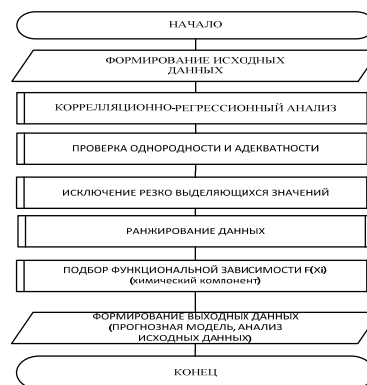 НАЧАЛО
ФОРМИРОВАНИЕ ИСХОДНЫХ
ДАННЫХ
КОРРЕЛЯЦИОННО-РЕГРЕССИОННЫЙ АНАЛИЗ
ПРОВЕРКА ОДНОРОДНОСТИ И АДЕКВАТНОСТИ
ИСКЛЮЧЕНИЕ РЕЗКО ВЫДЕЛЯЮЩИХСЯ ЗНАЧЕНИЙ
РАНЖИРОВАНИЕ ДАННЫХ
ПОДБОР ФУНКЦИОНАЛЬНОЙ ЗАВИСИМОСТИ F(Xi)
(химический компонент)
ФОРМИРОВАНИЕ ВЫХОДНЫХ ДАННЫХ
(ПРОГНОЗНАЯ МОДЕЛЬ, АНАЛИЗ
ИСХОДНЫХ ДАННЫХ)
КОНЕЦ